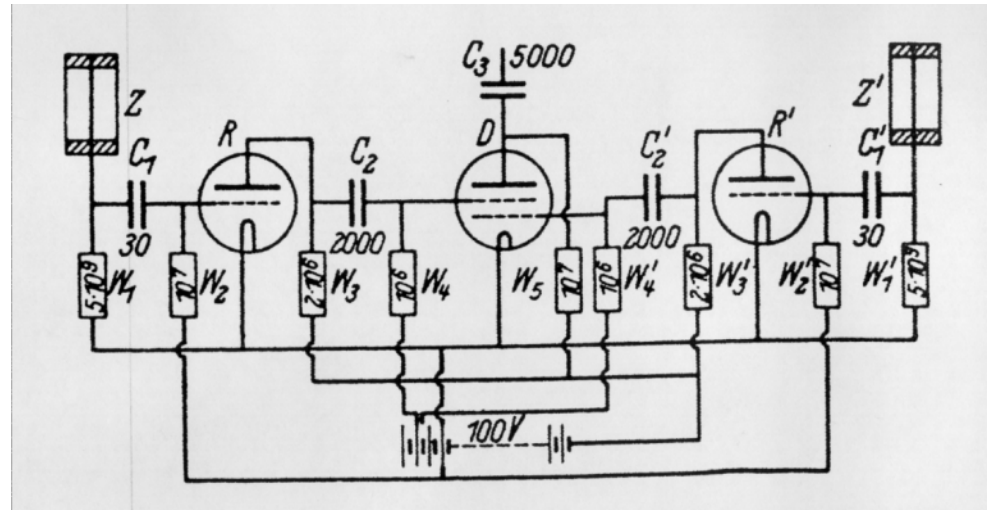 C₃ 5000
Z
Z'
R
D
R'
C₁
C₂
C₂'
C₁'
30
2000
2000
30
5·10⁹
W₁
10⁷
W₂
2·10⁶
W₃
10⁶
W₄
W₅
10⁷
10⁶
W₄'
2·10⁶
W₃'
W₂'
10⁷
W₁'
5·10⁹
100V